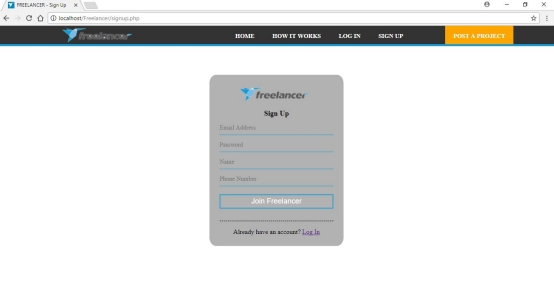 FREELANCER - Sign Up
localhost/freelancer/signup.php
freelancer
HOME HOW IT WORKS LOG IN SIGN UP POST A PROJECT
freelancer
Sign Up
Email Address
Password
Name
Phone Number
Join Freelancer
Already have an account? Log In